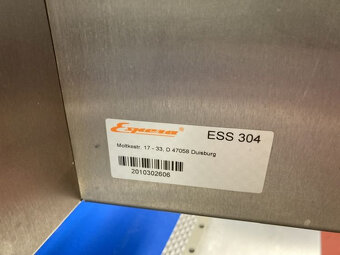 Espera® ESS 304
Moltkestr. 17 - 33, D 47058 Duisburg
2010302606